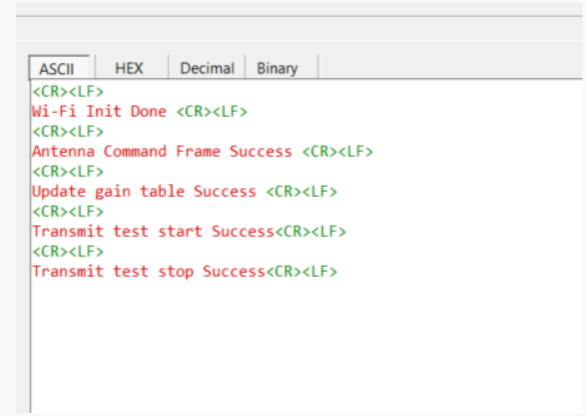 ASCII HEX Decimal Binary
<CR><LF>
Wi-Fi Init Done <CR><LF>
<CR><LF>
Antenna Command Frame Success <CR><LF>
<CR><LF>
Update gain table Success <CR><LF>
<CR><LF>
Transmit test start Success<CR><LF>
<CR><LF>
Transmit test stop Success<CR><LF>